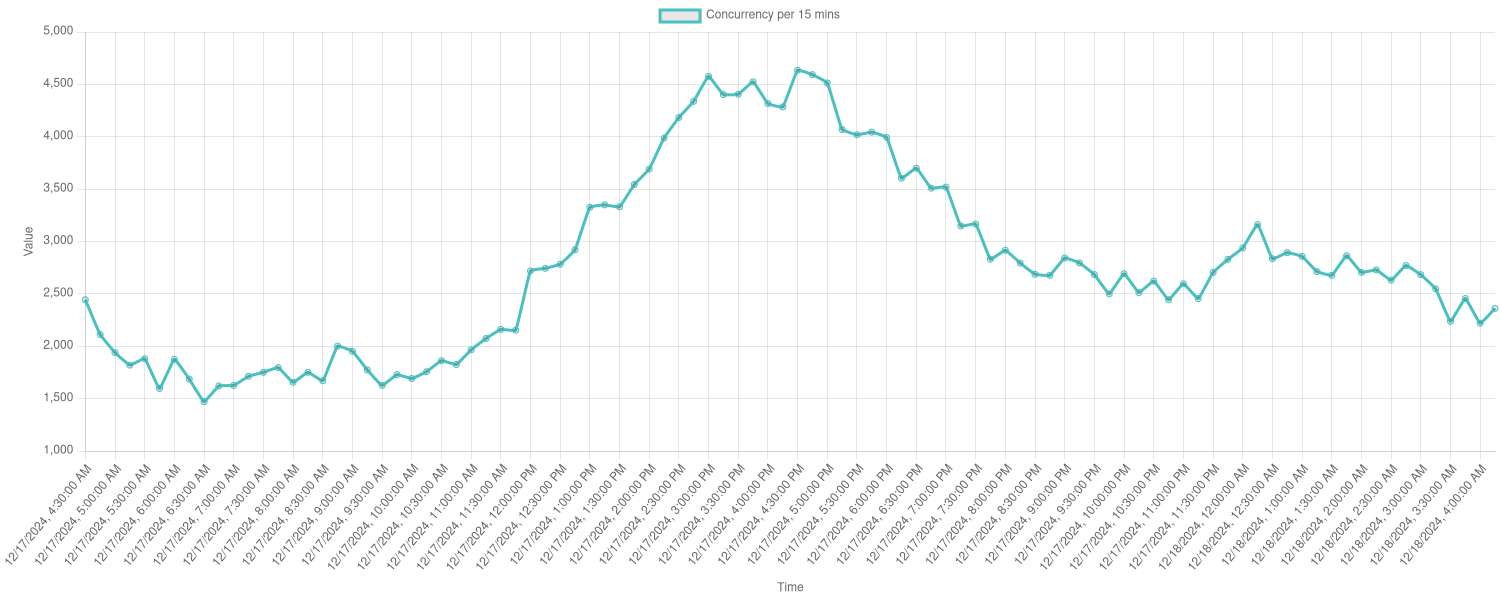 Concurrency per 15 mins
5,000
4,500
4,000
3,500
3,000
2,500
2,000
1,500
1,000
Value
12/17/2024, 4:30:00 AM
12/17/2024, 5:00:00 AM
12/17/2024, 5:30:00 AM
12/17/2024, 6:00:00 AM
12/17/2024, 6:30:00 AM
12/17/2024, 7:00:00 AM
12/17/2024, 7:30:00 AM
12/17/2024, 8:00:00 AM
12/17/2024, 8:30:00 AM
12/17/2024, 9:00:00 AM
12/17/2024, 9:30:00 AM
12/17/2024, 10:00:00 AM
12/17/2024, 10:30:00 AM
12/17/2024, 11:00:00 AM
12/17/2024, 11:30:00 AM
12/17/2024, 12:00:00 PM
12/17/2024, 12:30:00 PM
12/17/2024, 1:00:00 PM
12/17/2024, 1:30:00 PM
12/17/2024, 2:00:00 PM
12/17/2024, 2:30:00 PM
12/17/2024, 3:00:00 PM
12/17/2024, 3:30:00 PM
12/17/2024, 4:00:00 PM
12/17/2024, 4:30:00 PM
12/17/2024, 5:00:00 PM
12/17/2024, 5:30:00 PM
12/17/2024, 6:00:00 PM
12/17/2024, 6:30:00 PM
12/17/2024, 7:00:00 PM
12/17/2024, 7:30:00 PM
12/17/2024, 8:00:00 PM
12/17/2024, 8:30:00 PM
12/17/2024, 9:00:00 PM
12/17/2024, 9:30:00 PM
12/17/2024, 10:00:00 PM
12/17/2024, 10:30:00 PM
12/17/2024, 11:00:00 PM
12/17/2024, 11:30:00 PM
12/18/2024, 12:00:00 AM
12/18/2024, 12:30:00 AM
12/18/2024, 1:00:00 AM
12/18/2024, 1:30:00 AM
12/18/2024, 2:00:00 AM
12/18/2024, 2:30:00 AM
12/18/2024, 3:00:00 AM
12/18/2024, 3:30:00 AM
12/18/2024, 4:00:00 AM
Time